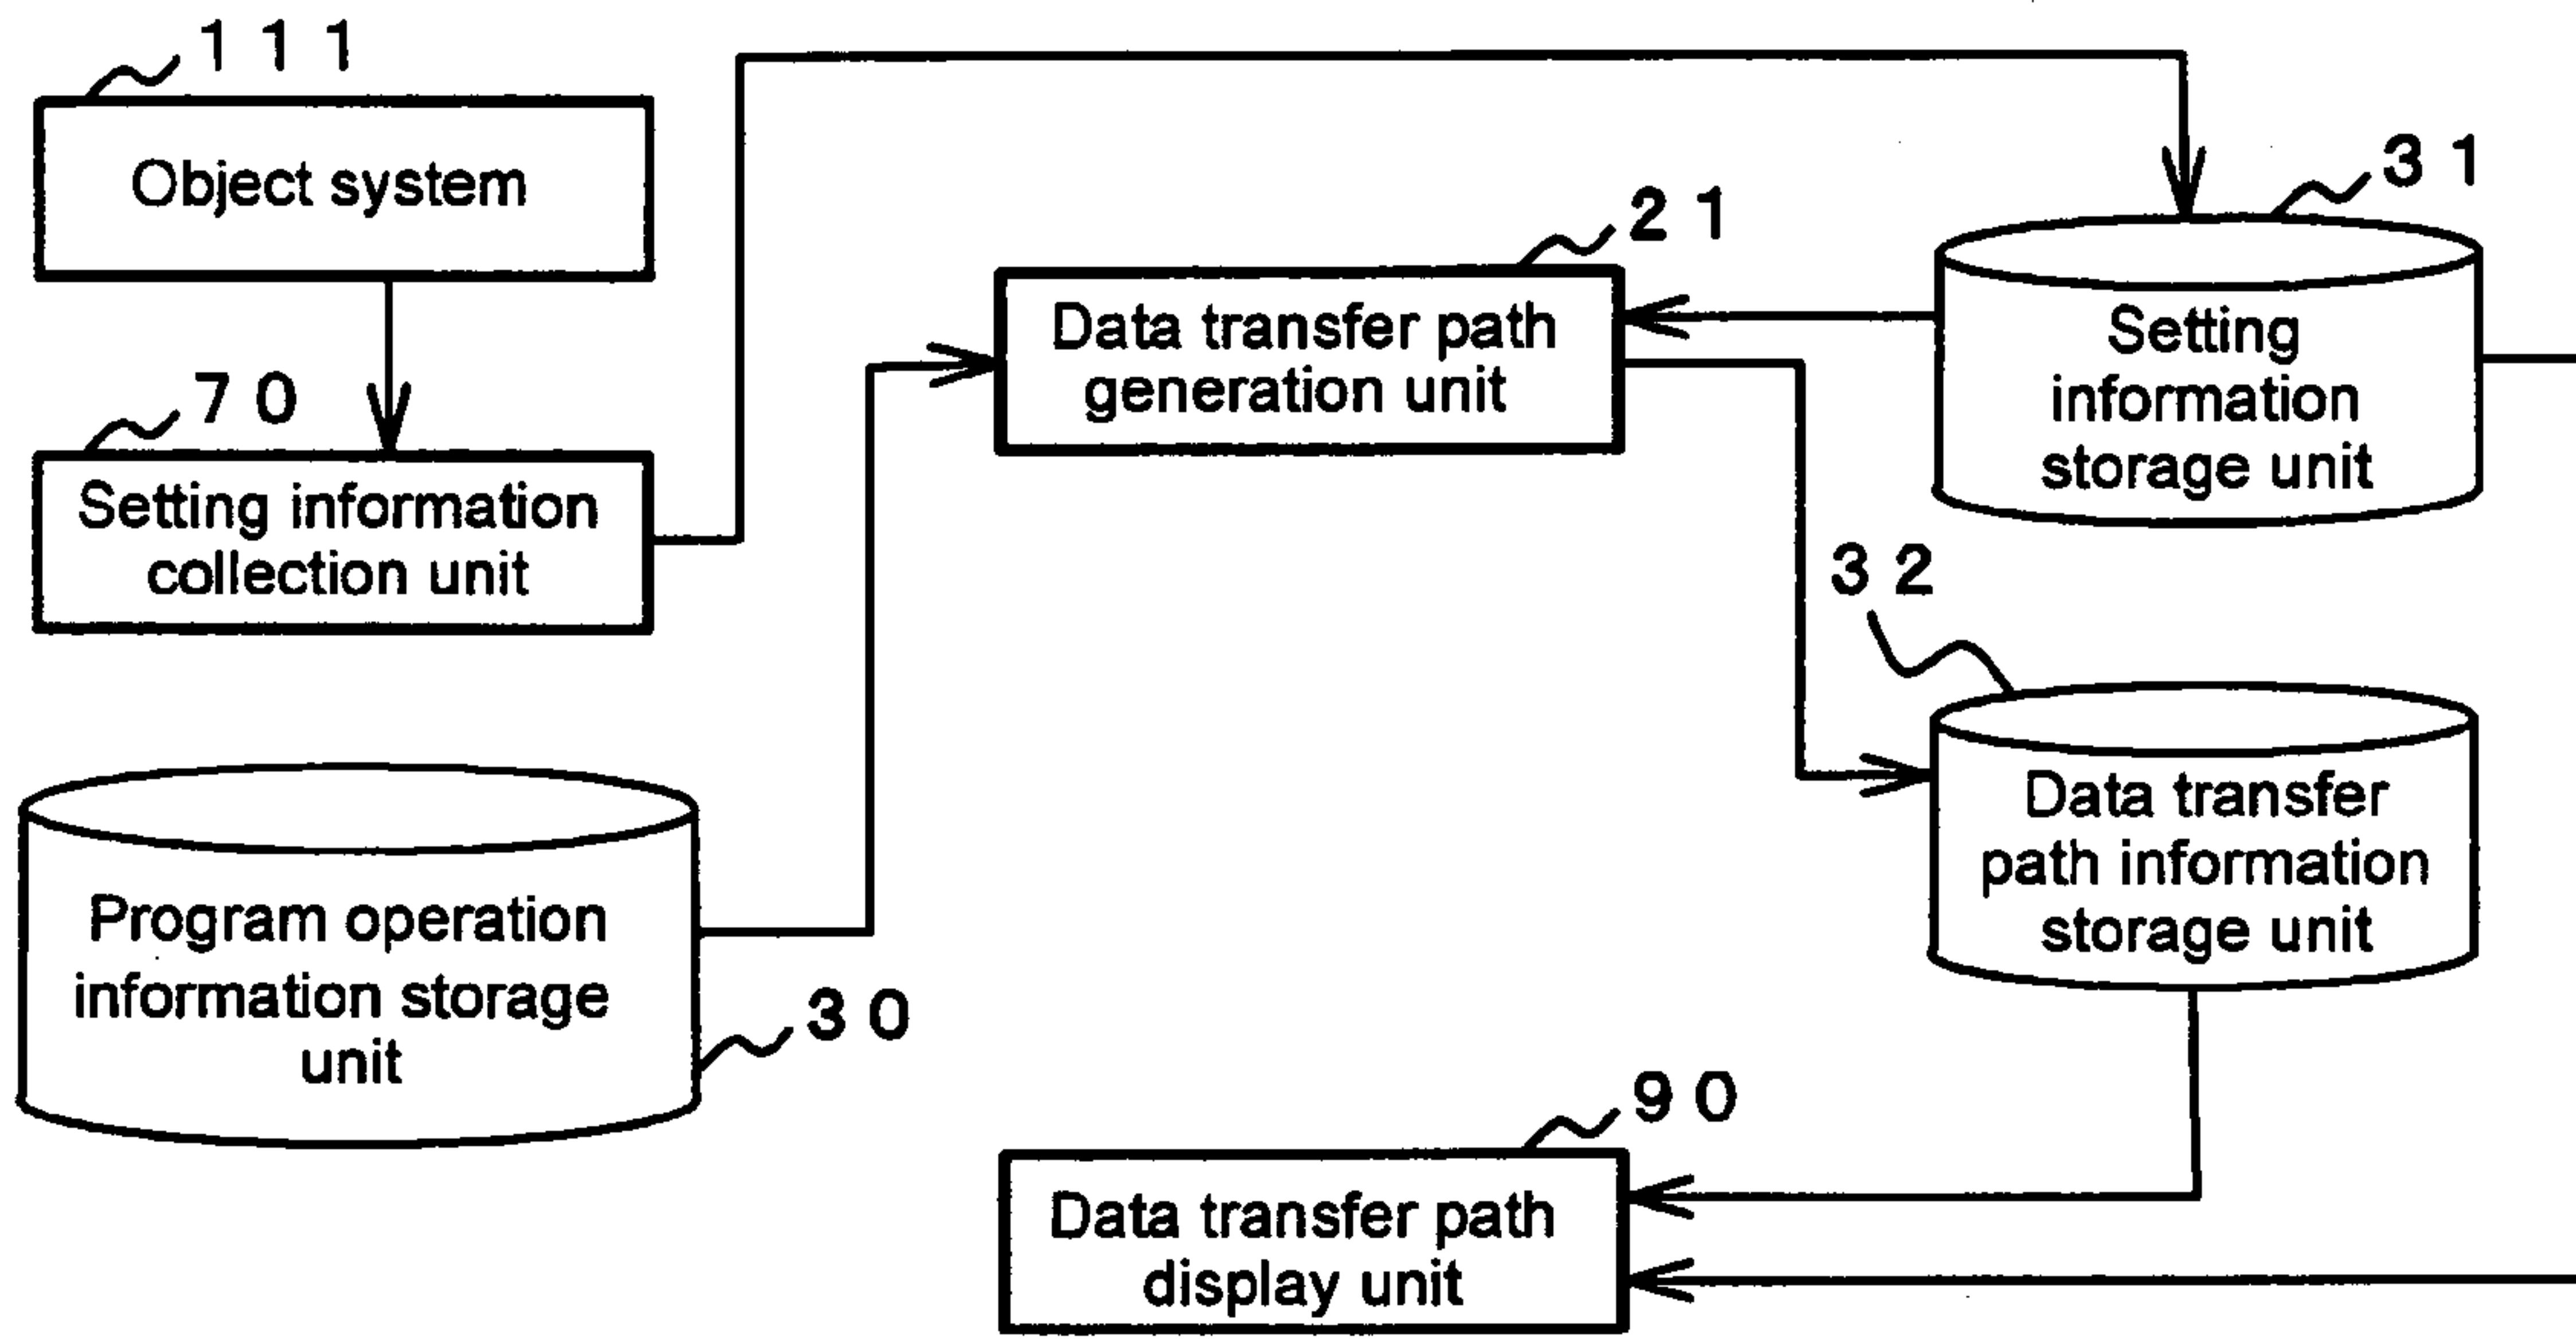 111
Object system
70
Setting information
collection unit
Program operation
information storage
unit
30
21
Data transfer path
generation unit
31
Setting
information
storage unit
32
Data transfer
path information
storage unit
90
Data transfer path
display unit